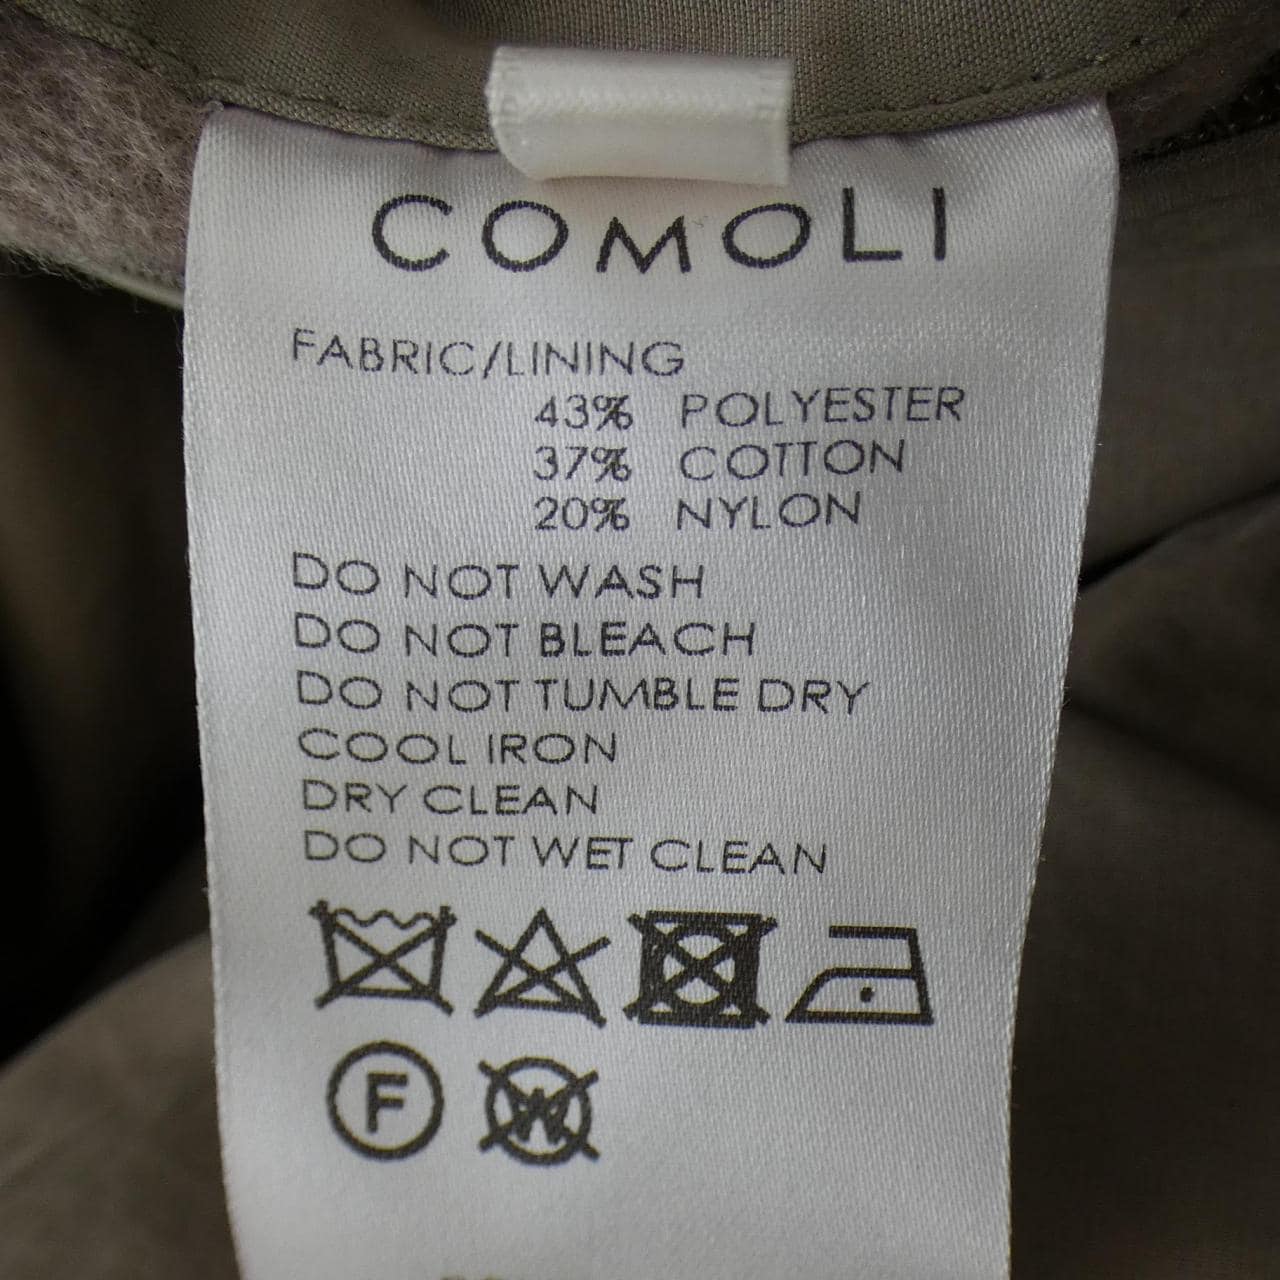 COMOLI
FABRIC/LINING
43% POLYESTER
37% COTTON
20% NYLON
DO NOT WASH
DO NOT BLEACH
DO NOT TUMBLE DRY
COOL IRON
DRY CLEAN
DO NOT WET CLEAN
F W